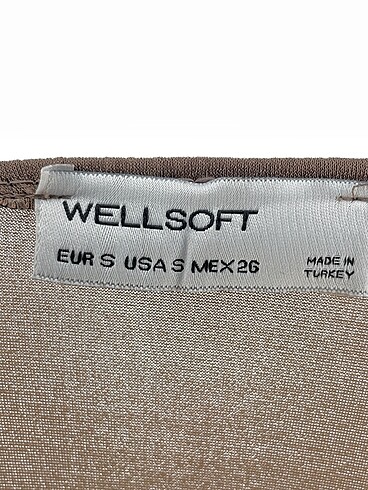 WELLSOFT
EUR S USA S MEX 26
MADE IN
TURKEY